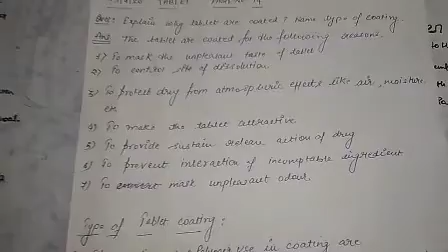 TABLET
Ques: Explain why tablet are coated? Name type of coating.
Ans: The tablet are coated for the following reasons.
1) To mask the unpleasant taste of tablet
2) To control site of dissolution
3) To protect drug from atmospheric effects like air, moisture
etc
4) To make the tablet attractive
5) To provide sustain release action of drug
6) To prevent interaction of incompatible ingredient
7) To mask unpleasant odour.
Type of Tablet coating:
use in coating are